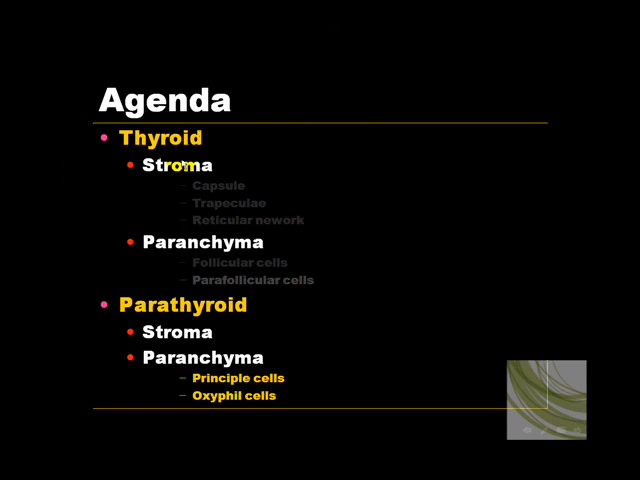 Agenda
• Thyroid
• Stroma
– Capsule
– Trapeculae
– Reticular nework
• Paranchyma
– Follicular cells
– Parafollicular cells
• Parathyroid
• Stroma
• Paranchyma
– Principle cells
– Oxyphil cells